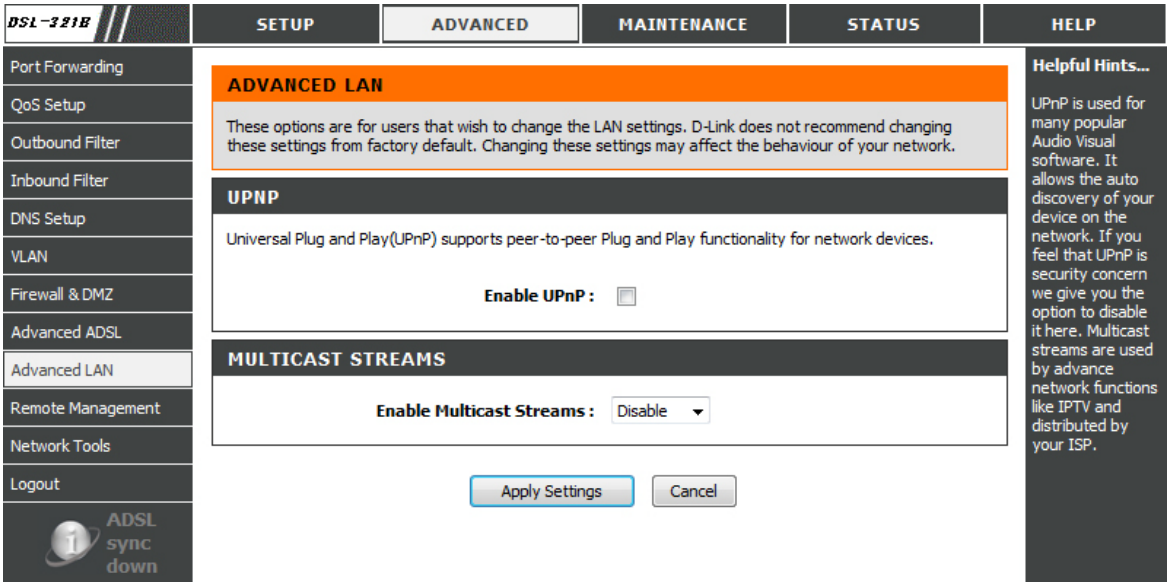 DSL-321B
SETUP
ADVANCED
MAINTENANCE
STATUS
HELP
Port Forwarding
QoS Setup
Outbound Filter
Inbound Filter
DNS Setup
VLAN
Firewall & DMZ
Advanced ADSL
Advanced LAN
Remote Management
Network Tools
Logout
ADSL
sync
down
ADVANCED LAN
These options are for users that wish to change the LAN settings. D-Link does not recommend changing
these settings from factory default. Changing these settings may affect the behaviour of your network.
UPNP
Universal Plug and Play(UPnP) supports peer-to-peer Plug and Play functionality for network devices.
Enable UPnP :
MULTICAST STREAMS
Enable Multicast Streams : Disable
Apply Settings
Cancel
Helpful Hints...
UPnP is used for
many popular
Audio Visual
software. It
allows the auto
discovery of your
device on the
network. If you
feel that UPnP is
security concern
we give you the
option to disable
it here. Multicast
streams are used
by advance
network functions
like IPTV and
distributed by
your ISP.